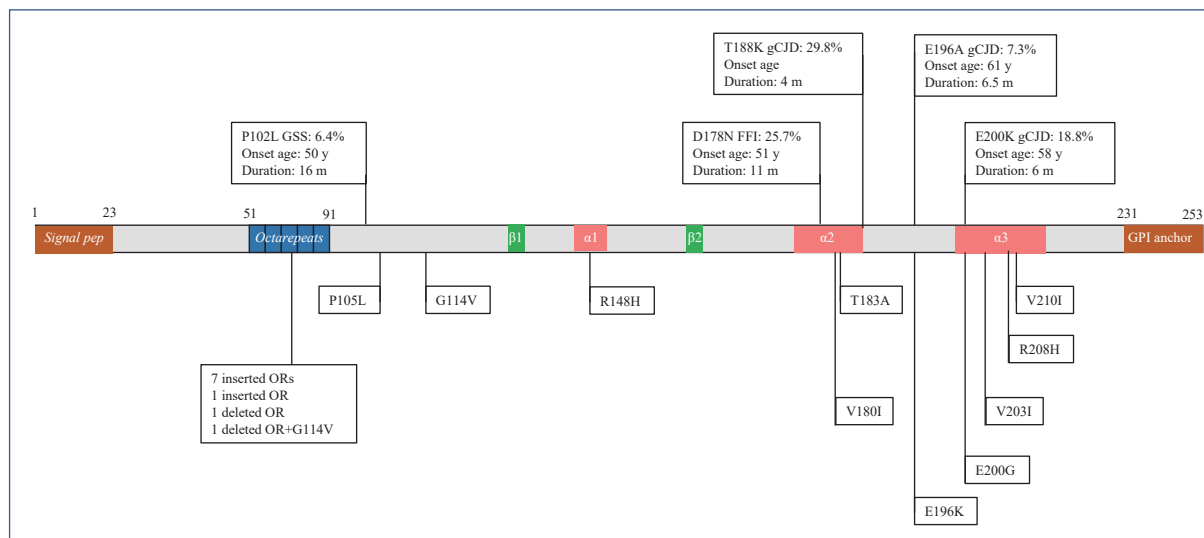 T188K gCJD: 29.8%
Onset age
Duration: 4 m
E196A gCJD: 7.3%
Onset age: 61 y
Duration: 6.5 m
P102L GSS: 6.4%
Onset age: 50 y
Duration: 16 m
D178N FFI: 25.7%
Onset age: 51 y
Duration: 11 m
E200K gCJD: 18.8%
Onset age: 58 y
Duration: 6 m
1 23 51 91 231 253
Signal pep Octarepeats β1 α1 β2 α2 α3 GPI anchor
P105L G114V R148H T183A V210I
R208H
7 inserted ORs
1 inserted OR
1 deleted OR
1 deleted OR+G114V
V180I V203I
E200G
E196K